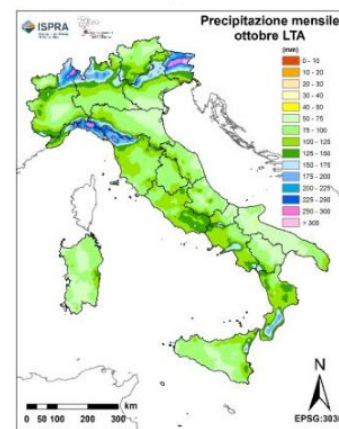 ISPRA
Precipitazione mensile
ottobre LTA
(mm)
0 - 10
10 - 20
20 - 30
30 - 40
40 - 50
50 - 75
75 - 100
100 - 125
125 - 150
150 - 175
175 - 200
200 - 225
225 - 250
250 - 300
> 300
N
0 50 100 200 300
km
EPSG:303